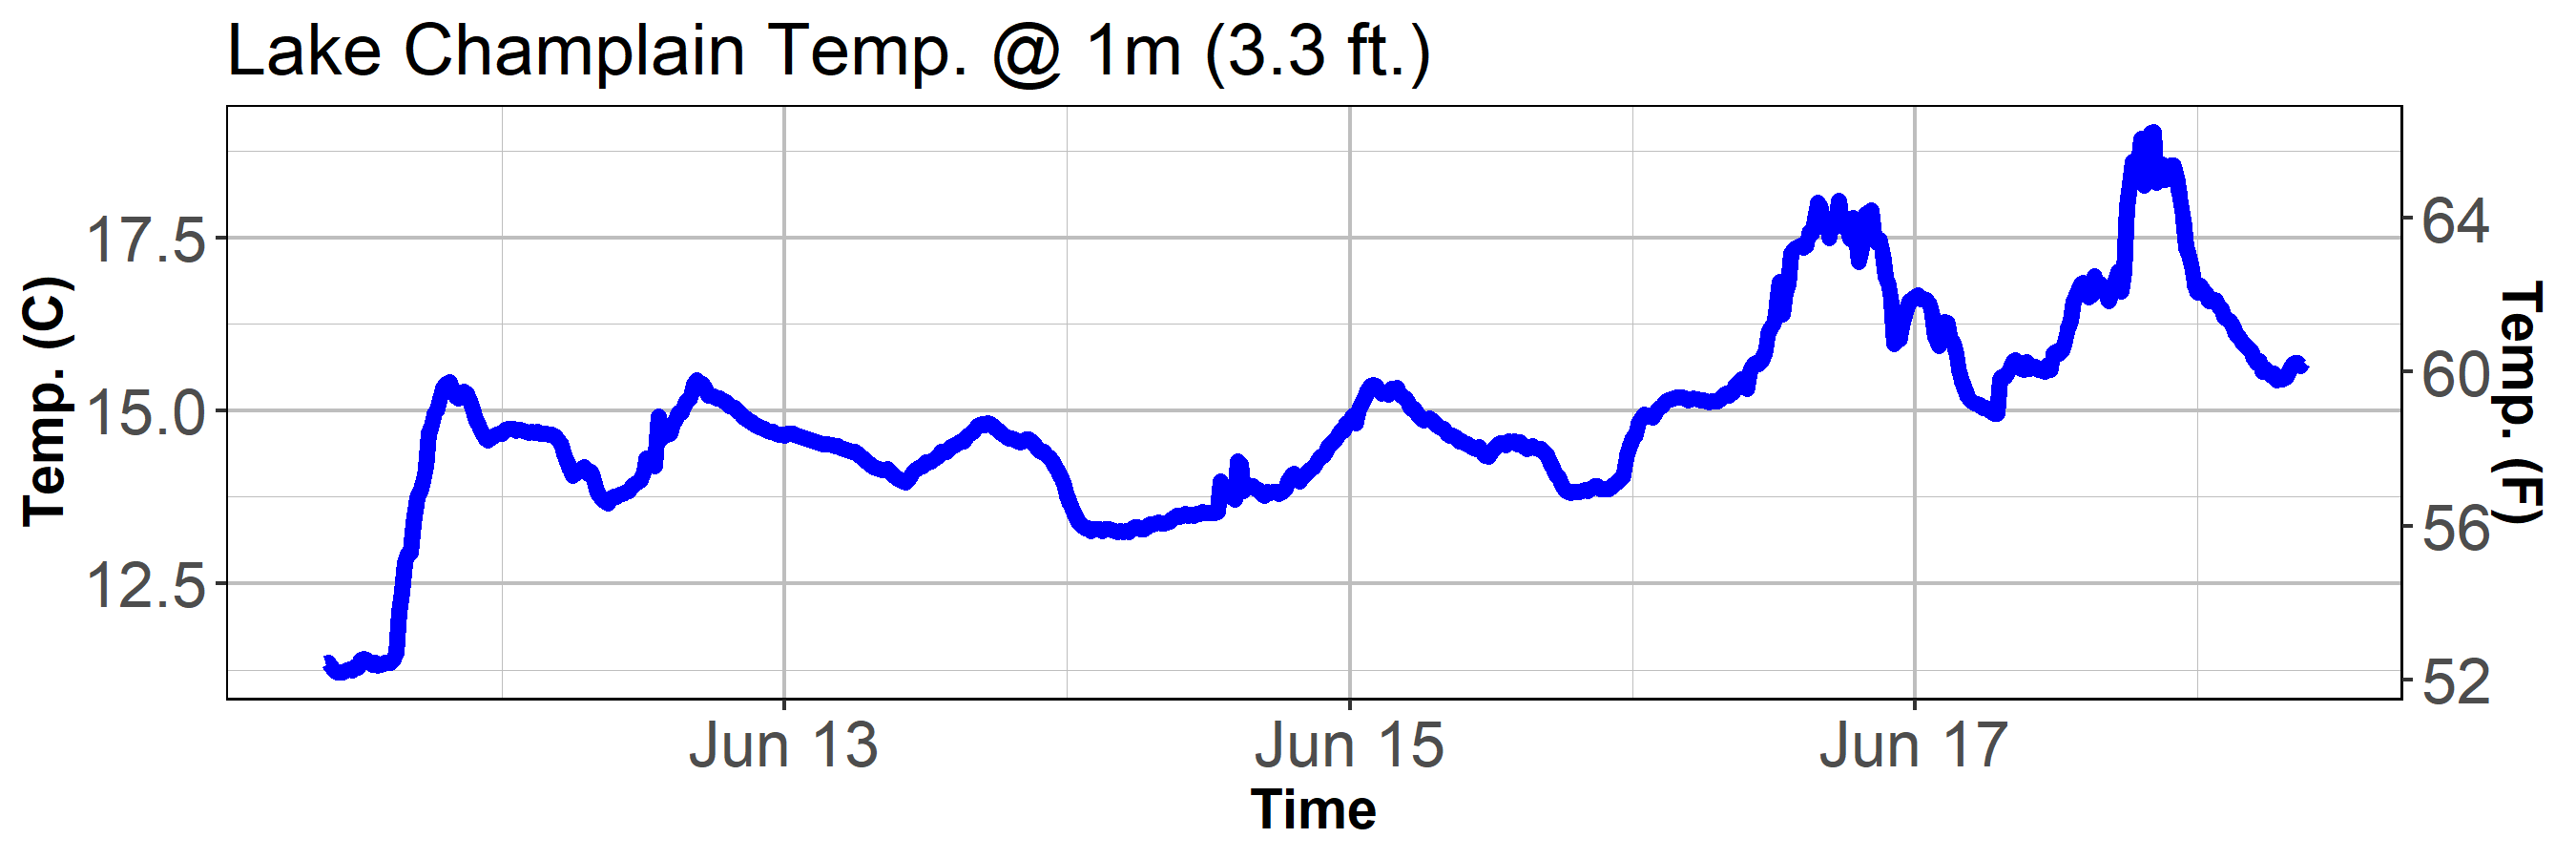 Lake Champlain Temp. @ 1m (3.3 ft.)
Temp. (C)
17.5
15.0
12.5
64
60
56
52
Temp. (F)
Jun 13
Jun 15
Jun 17
Time